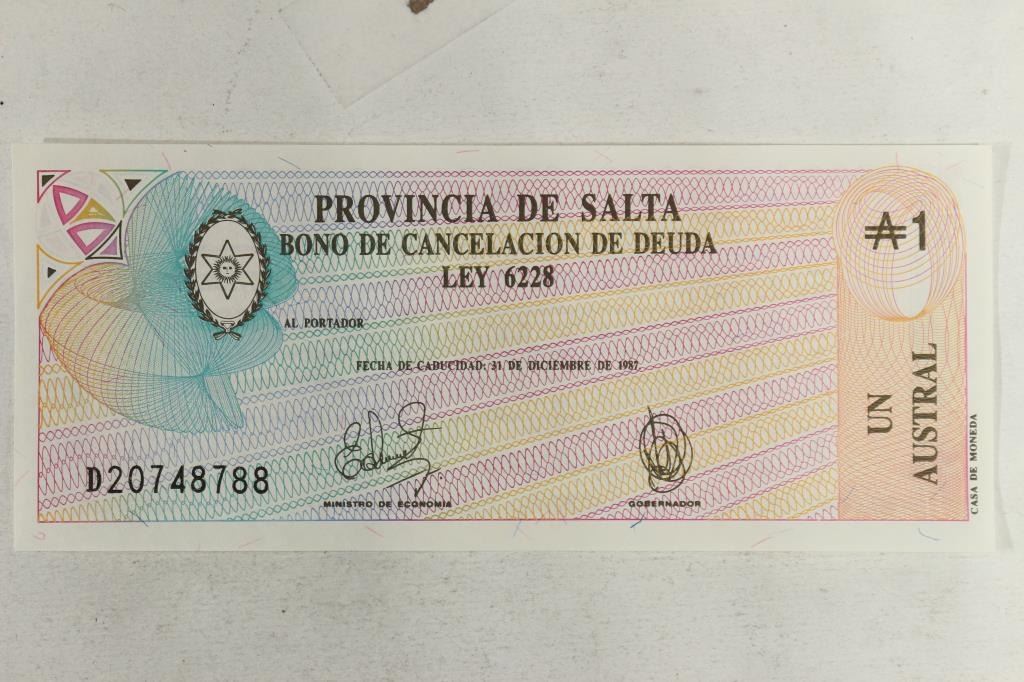 PROVINCIA DE SALTA
BONO DE CANCELACION DE DEUDA
LEY 6228
₳1
AL PORTADOR
FECHA DE CADUCIDAD: 31 DE DICIEMBRE DE 1987
UN
AUSTRAL
D20748788
MINISTRO DE ECONOMIA
GOBERNADOR
CASA DE MONEDA